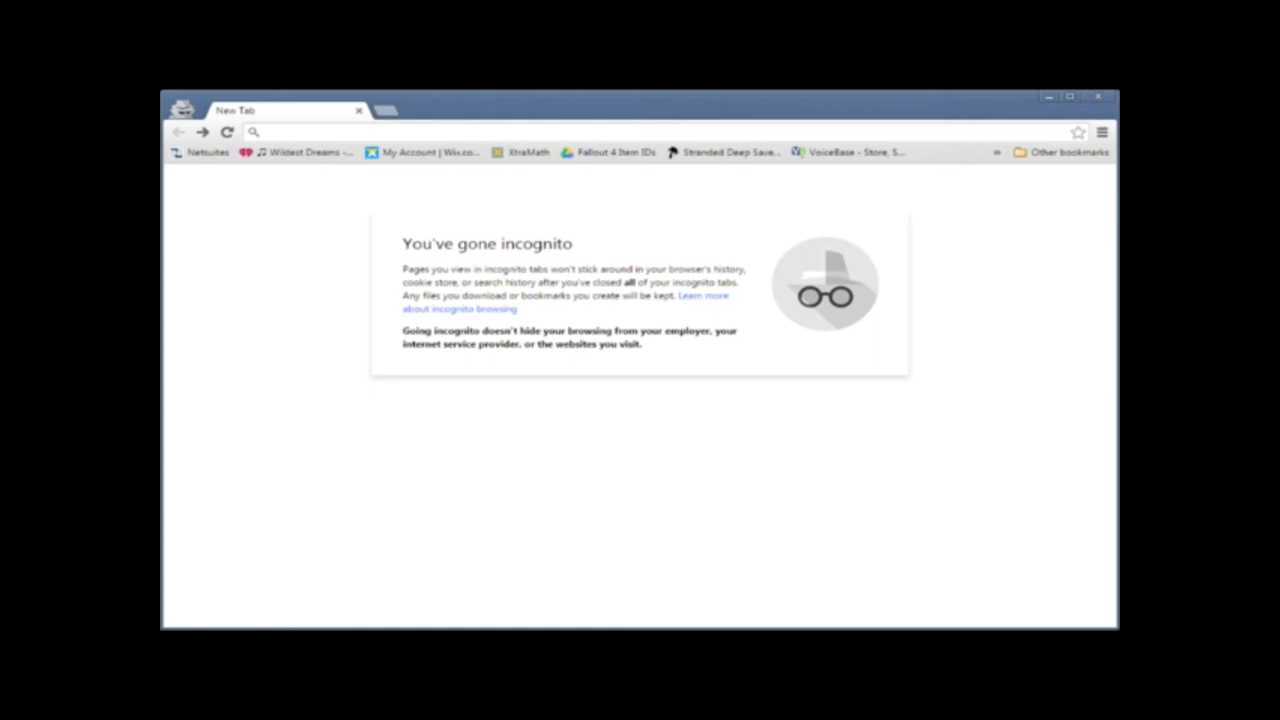 New Tab
Netsuites Wildest Dreams -... My Account | Wix.co... XtraMath Fallout 4 Item IDs Stranded Deep Save... VoiceBase - Store, S... » Other bookmarks
You've gone incognito
Pages you view in incognito tabs won't stick around in your browser's history,
cookie store, or search history after you've closed all of your incognito tabs.
Any files you download or bookmarks you create will be kept. Learn more
about incognito browsing
Going incognito doesn't hide your browsing from your employer, your
internet service provider, or the websites you visit.